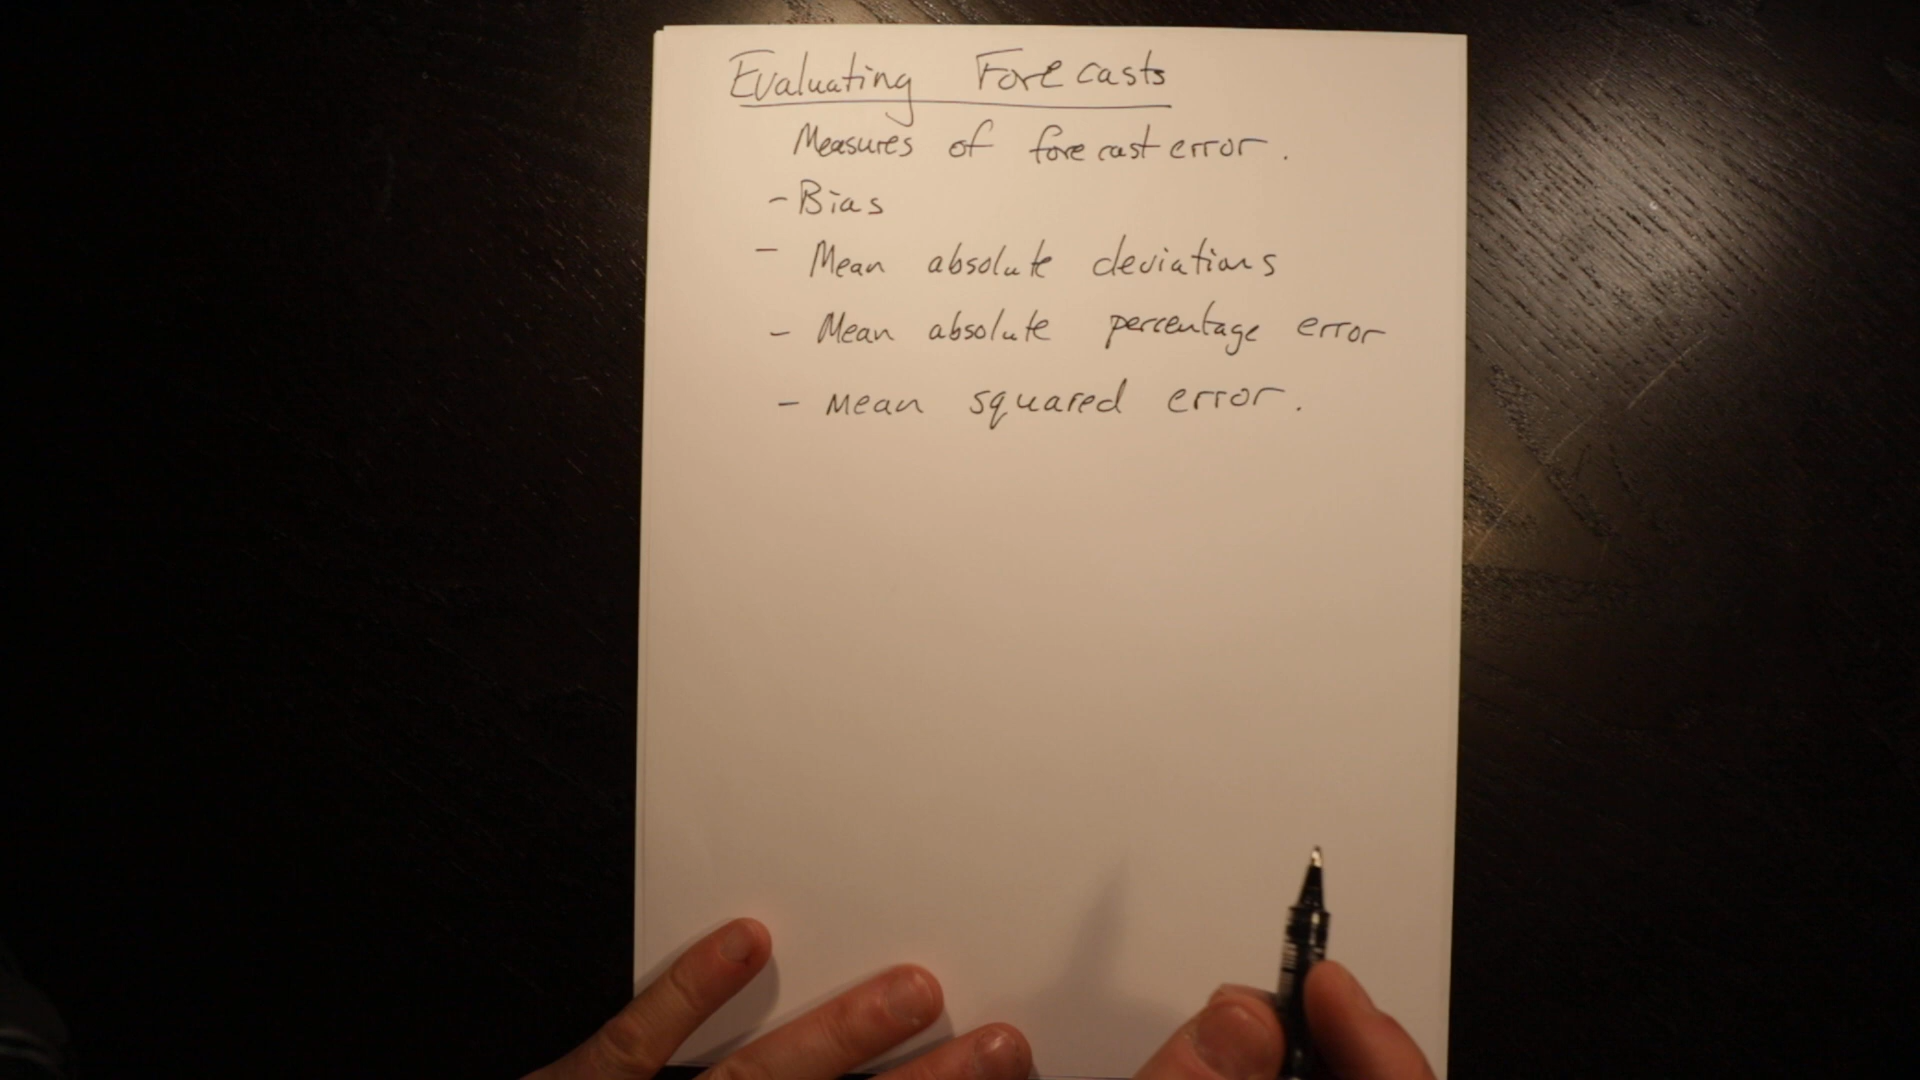 Evaluating Forecasts
Measures of forecast error.
- Bias
- Mean absolute deviations
- Mean absolute percentage error
- Mean squared error.